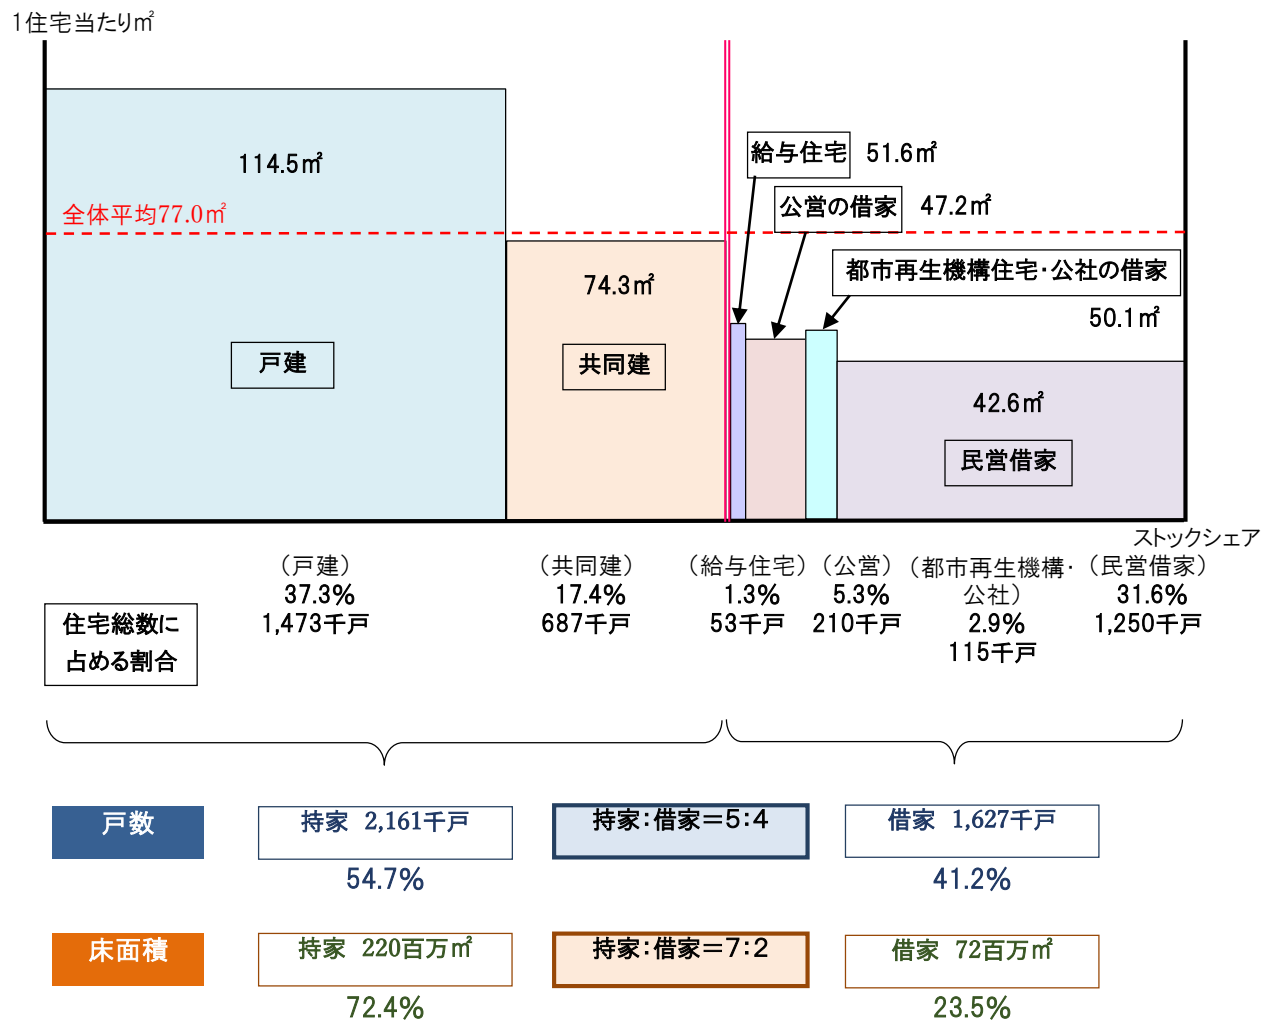 1住宅当たり㎡
114.5㎡
全体平均77.0㎡
戸建
74.3㎡
共同建
給与住宅 51.6㎡
公営の借家 47.2㎡
都市再生機構住宅・公社の借家
50.1㎡
42.6㎡
民営借家
ストックシェア
住宅総数に
占める割合
（戸建）
37.3%
1,473千戸
（共同建）
17.4%
687千戸
（給与住宅）
1.3%
53千戸
（公営）
5.3%
210千戸
（都市再生機構・
公社）
2.9%
115千戸
（民営借家）
31.6%
1,250千戸
戸数
持家 2,161千戸
54.7%
持家：借家＝5：4
借家 1,627千戸
41.2%
床面積
持家 220百万㎡
72.4%
持家：借家＝7：2
借家 72百万㎡
23.5%